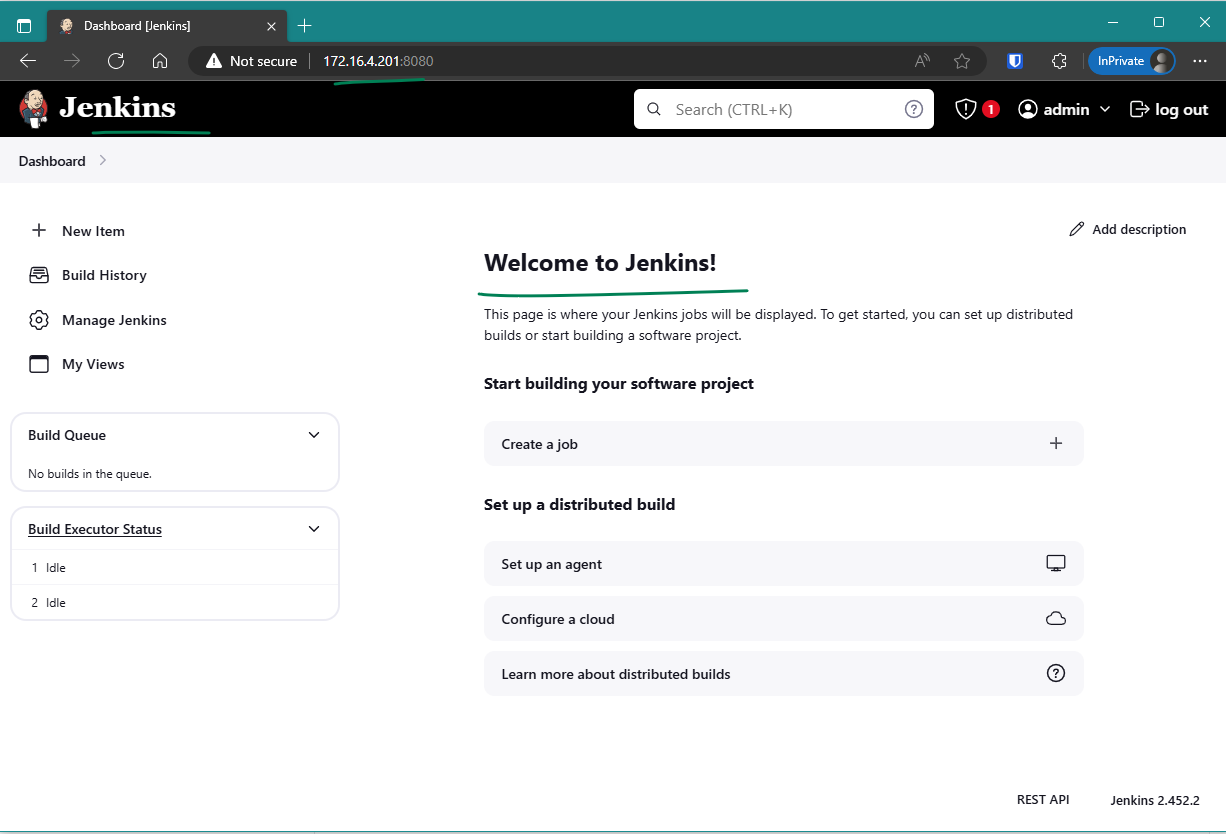 Dashboard [Jenkins]
Not secure 172.16.4.201:8080 InPrivate
Jenkins Search (CTRL+K) 1 admin log out
Dashboard
New Item
Build History
Manage Jenkins
My Views
Build Queue
No builds in the queue.
Build Executor Status
1 Idle
2 Idle
Add description
Welcome to Jenkins!
This page is where your Jenkins jobs will be displayed. To get started, you can set up distributed
builds or start building a software project.
Start building your software project
Create a job
Set up a distributed build
Set up an agent
Configure a cloud
Learn more about distributed builds
REST API Jenkins 2.452.2